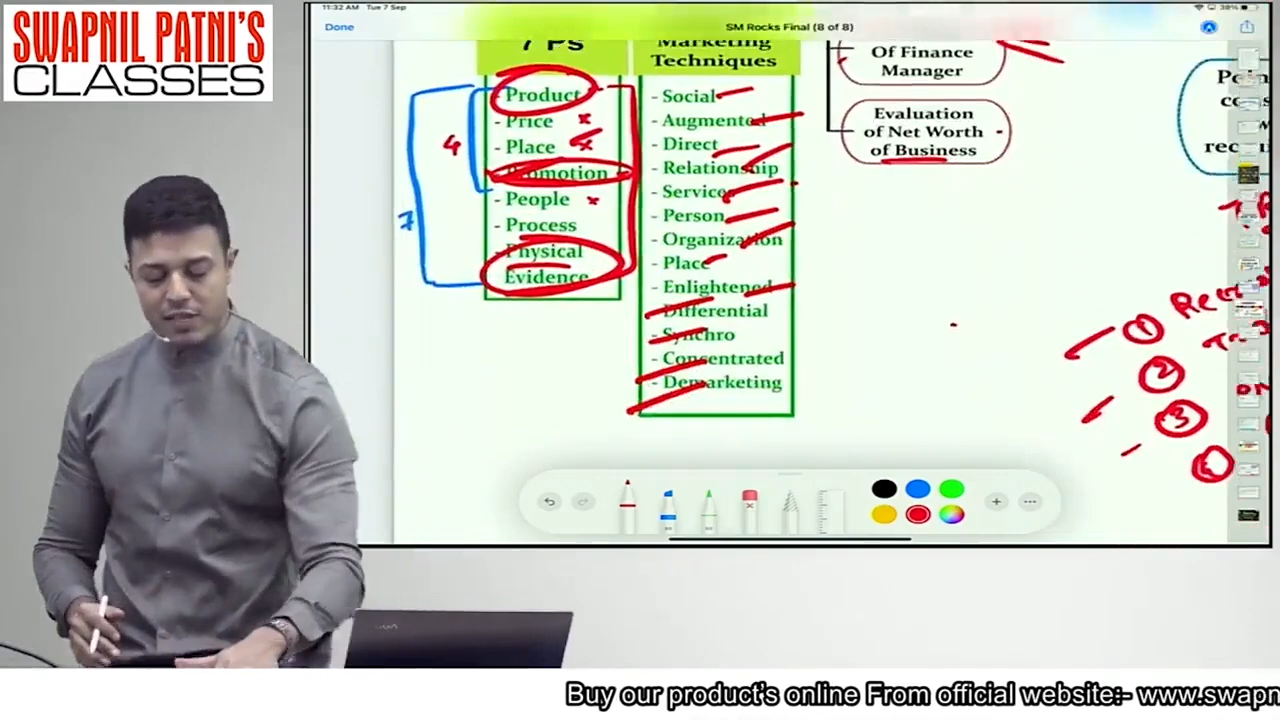 SWAPNIL PATNI'S
CLASSES
11:32 AM Tue 7 Sep
38%
Done
SM Rocks Final (8 of 8)
7 Ps
- Product
- Price
- Place
- Promotion
- People
- Process
- Physical
Evidence
4
7
Marketing
Techniques
- Social
- Augmented
- Direct
- Relationship
- Services
- Person
- Organization
- Place
- Enlightened
- Differential
- Synchro
- Concentrated
- Demarketing
Of Finance
Manager
Evaluation
of Net Worth
of Business
1
2
3
Buy our product's online From official website:- www.swapn